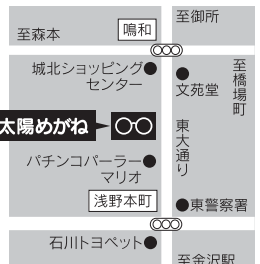 至御所
鳴和
至森本
城北ショッピング
センター
文苑堂
至橋場町
太陽めがね
東大通り
パチンコパーラー
マリオ
浅野本町
東警察署
石川トヨペット
至金沢駅